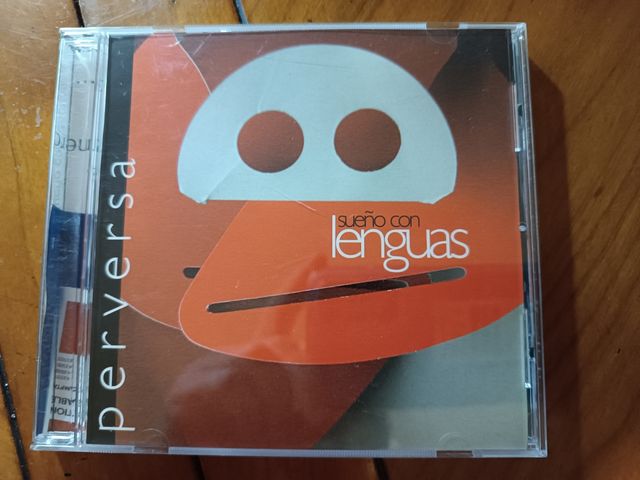 perversa
sueño con
lenguas